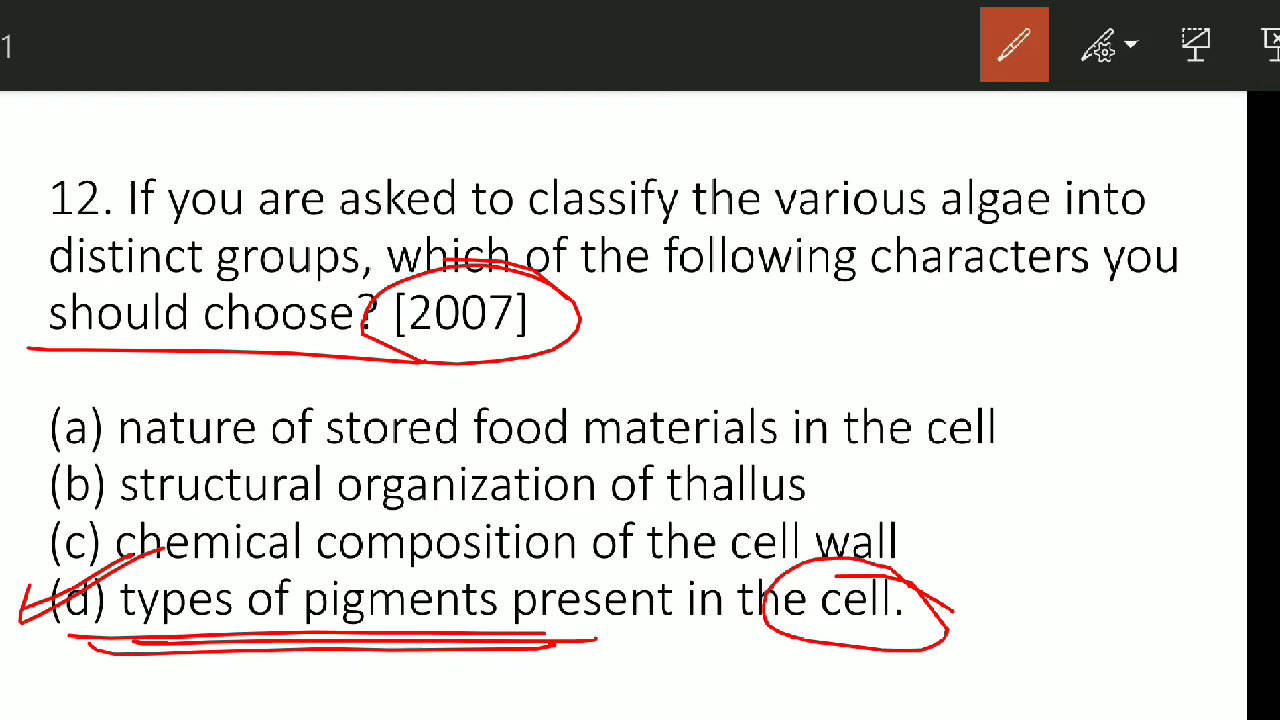 1
12. If you are asked to classify the various algae into
distinct groups, which of the following characters you
should choose? [2007]
(a) nature of stored food materials in the cell
(b) structural organization of thallus
(c) chemical composition of the cell wall
(d) types of pigments present in the cell.